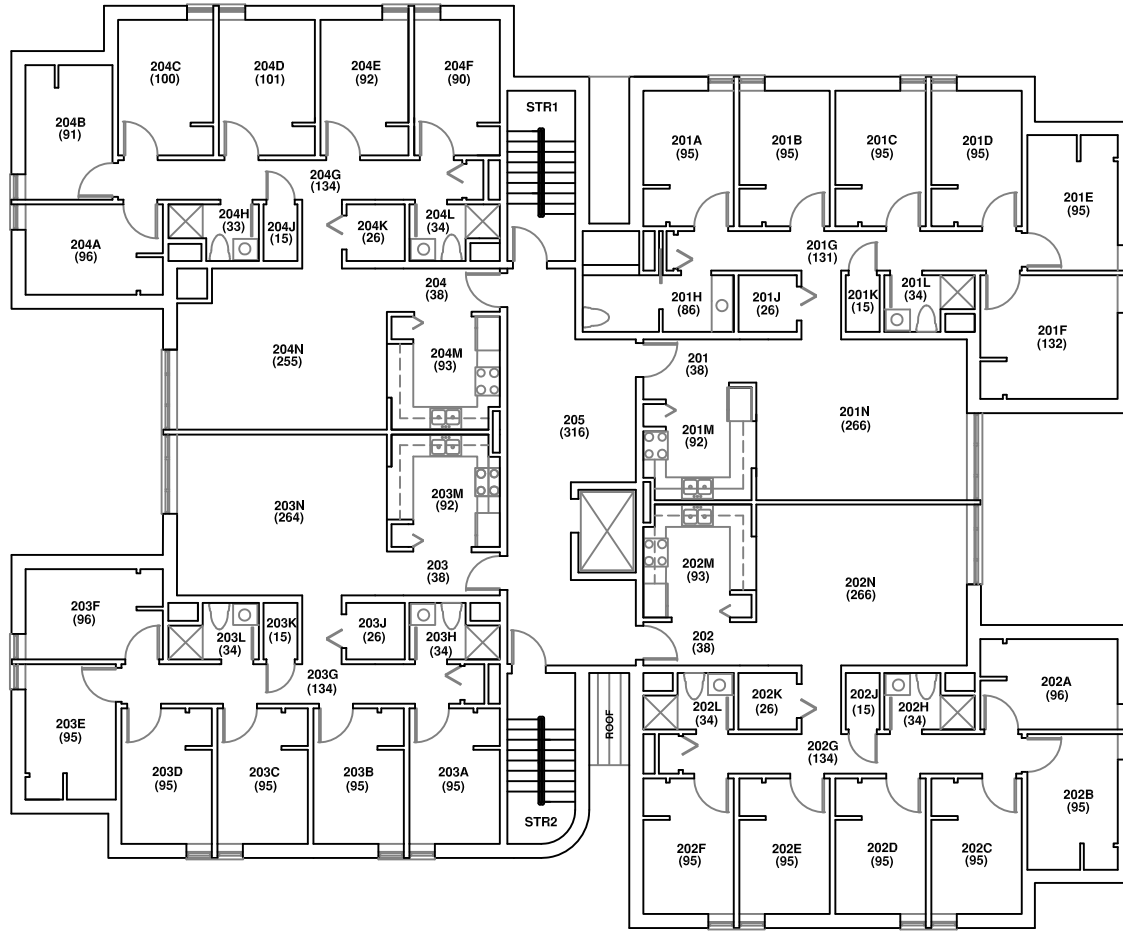 204C
(100)
204D
(101)
204E
(92)
204F
(90)
204B
(91)
STR1
201A
(95)
201B
(95)
201C
(95)
201D
(95)
204G
(134)
201E
(95)
204A
(96)
204H
(33)
204J
(15)
204K
(26)
204L
(34)
201G
(131)
204
(38)
201H
(86)
201J
(26)
201K
(15)
201L
(34)
201F
(132)
204N
(255)
204M
(93)
201
(38)
205
(316)
201M
(92)
201N
(266)
203N
(264)
203M
(92)
203
(38)
202M
(93)
202N
(266)
203F
(96)
203L
(34)
203K
(15)
203J
(26)
203H
(34)
202
(38)
203G
(134)
202L
(34)
202K
(26)
202J
(15)
202H
(34)
202A
(96)
203E
(95)
ROOF
202G
(134)
203D
(95)
203C
(95)
203B
(95)
203A
(95)
202B
(95)
STR2
202F
(95)
202E
(95)
202D
(95)
202C
(95)